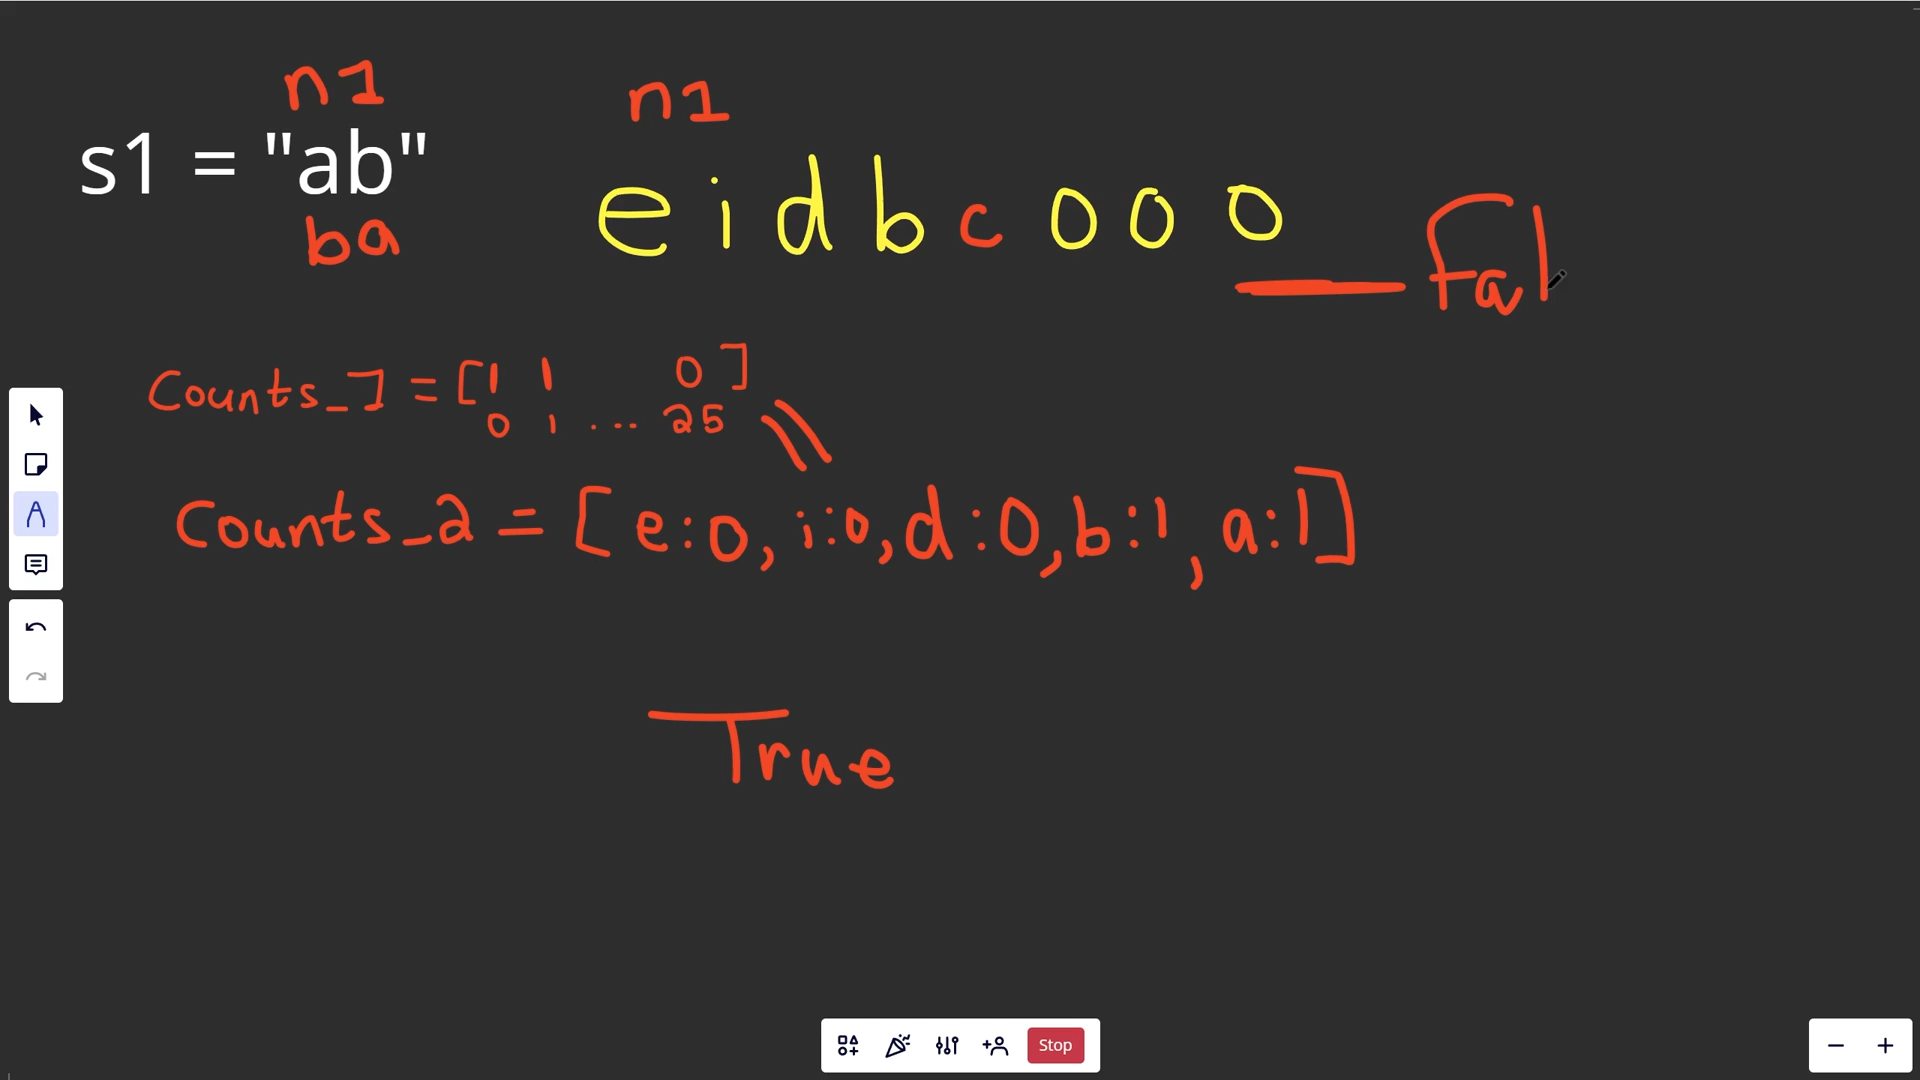 n1
n1
s1 = "ab"
eidbcooo
ba
Fal
Counts_1 = [1 1 0]
0 1 ... 25
Counts_2 = [e:0, i:0, d:0, b:1, a:1]
True
Stop